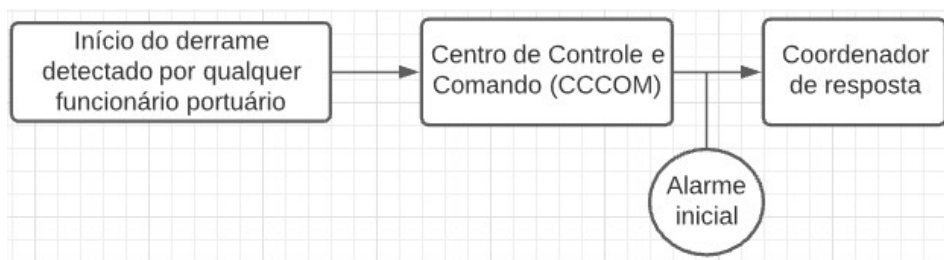 Início do derrame
detectado por qualquer
funcionário portuário
Centro de Controle e
Comando (CCCOM)
Coordenador
de resposta
Alarme
inicial